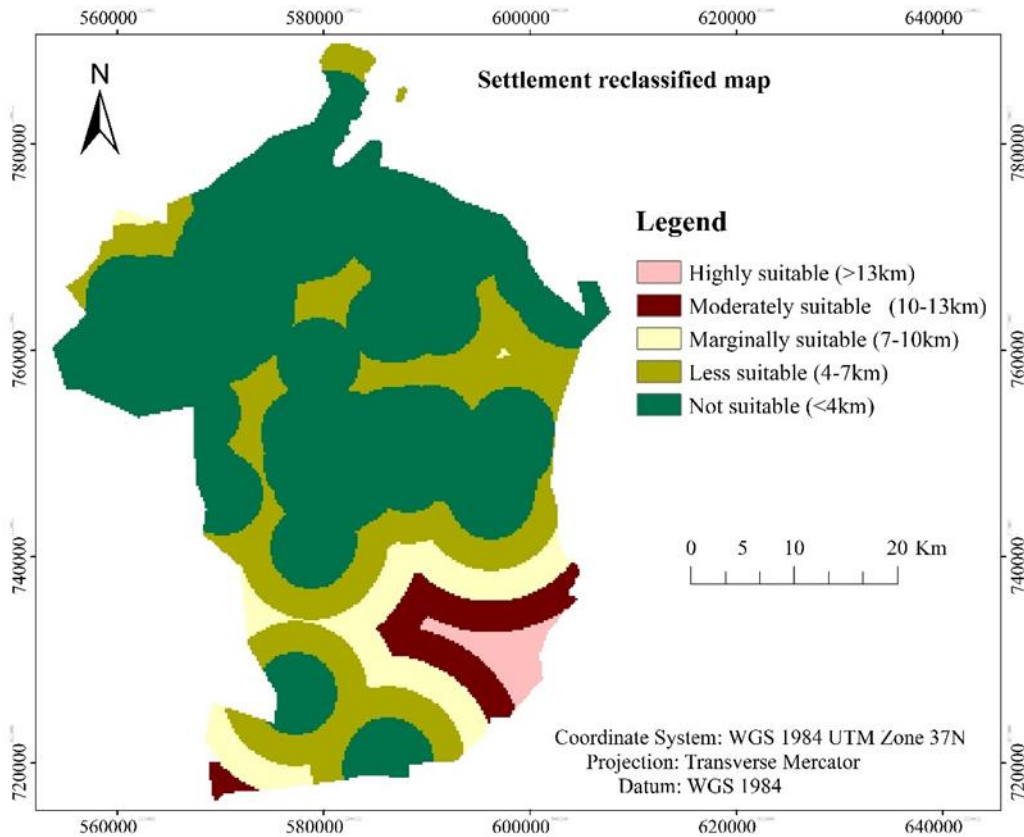 560000 580000 600000 620000 640000
N
Settlement reclassified map
780000 780000
Legend
Highly suitable (>13km)
Moderately suitable (10-13km)
Marginally suitable (7-10km)
760000 760000
Less suitable (4-7km)
Not suitable (<4km)
0 5 10 20 Km
740000 740000
Coordinate System: WGS 1984 UTM Zone 37N
Projection: Transverse Mercator
720000 720000
Datum: WGS 1984
560000 580000 600000 620000 640000